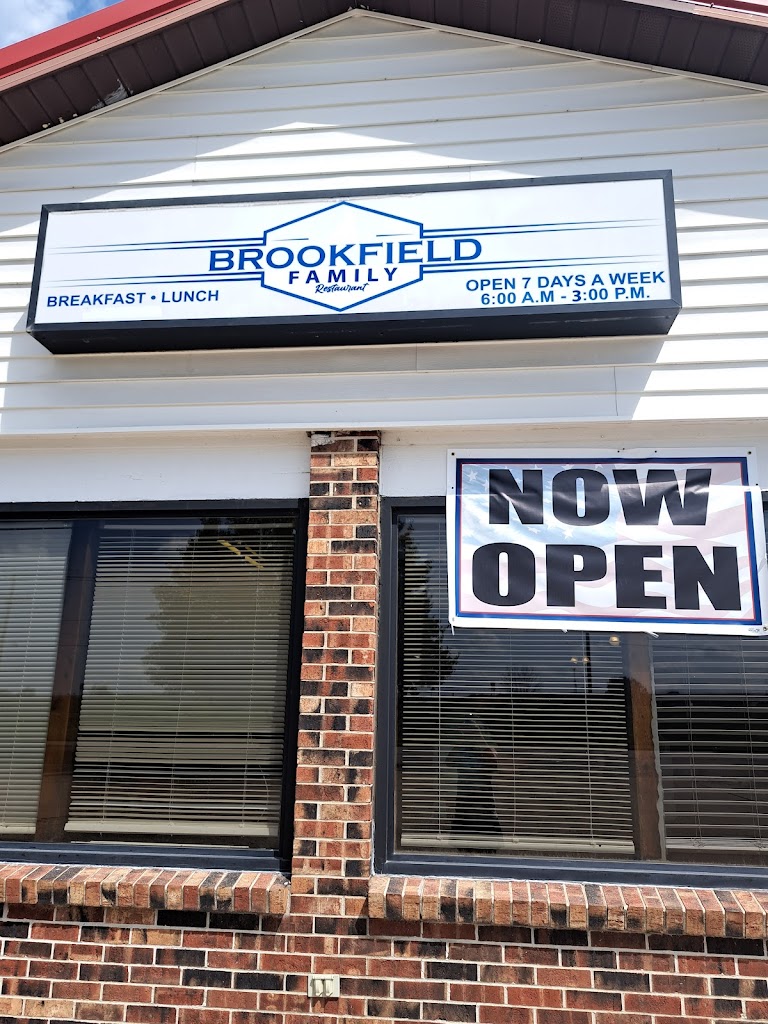 BROOKFIELD
FAMILY
Restaurant
BREAKFAST • LUNCH
OPEN 7 DAYS A WEEK
6:00 A.M - 3:00 P.M.
NOW
OPEN